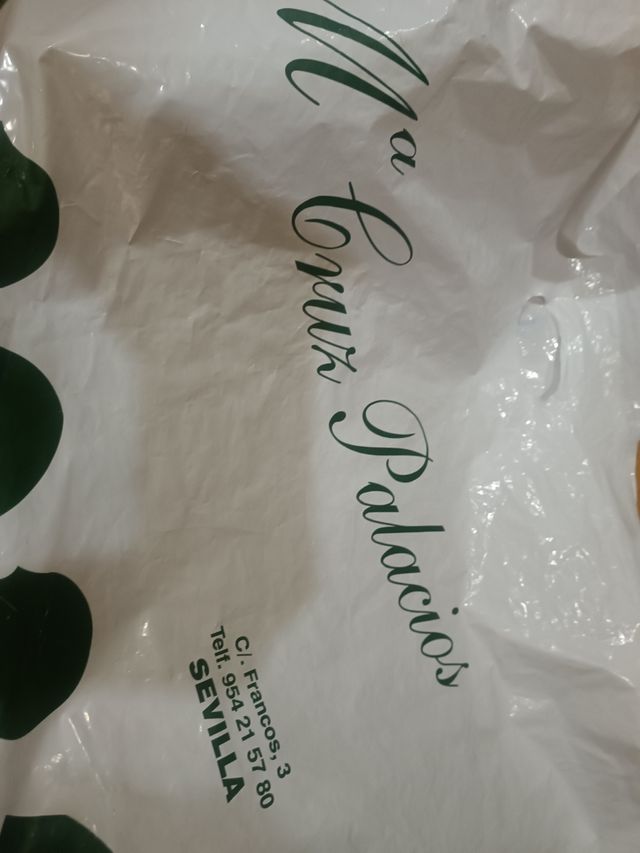 Ma Cruz Palacios
C/. Francos, 3
Telf. 954 21 57 80
SEVILLA